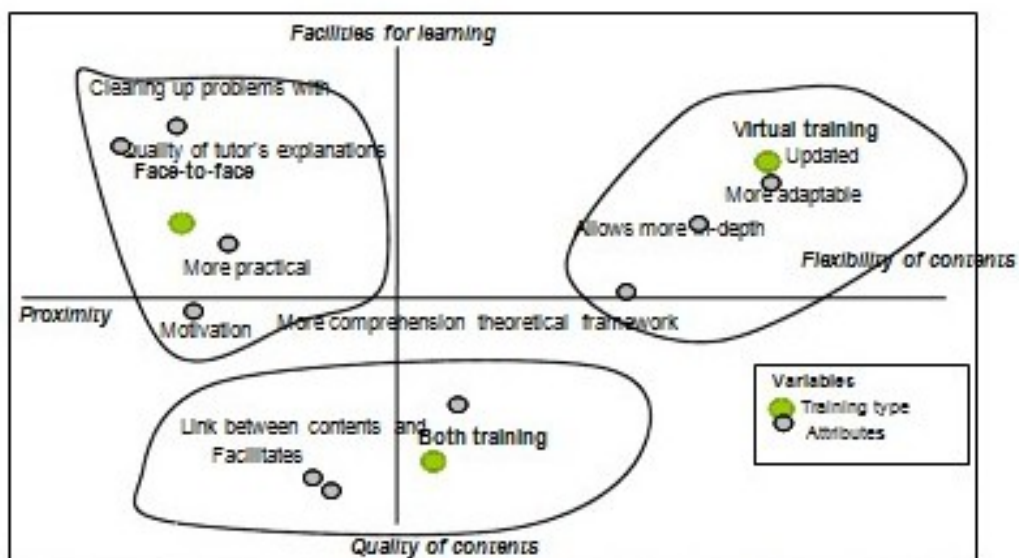 Facilities for learning
Clearing up problems with
Quality of tutor's explanations
Face-to-face
More practical
Virtual training
Updated
More adaptable
Allows more in-depth
Flexibility of contents
Proximity
Motivation
More comprehension theoretical framework
Link between contents and
Facilitates
Both training
Quality of contents
Variables
Training type
Attributes